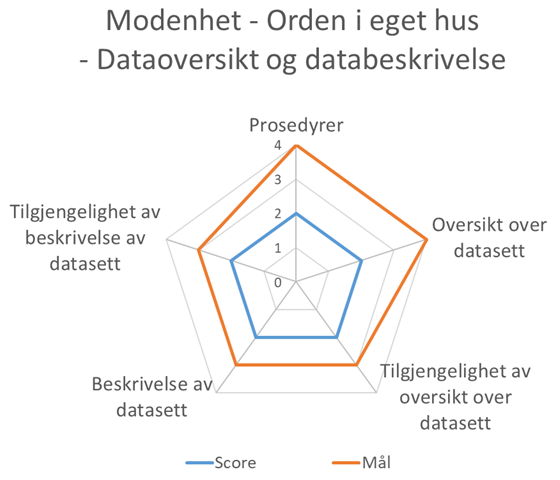 Modenhet - Orden i eget hus
- Dataoversikt og databeskrivelse
Prosedyrer
4
3
2
1
0
Oversikt over
datasett
Tilgjengelighet av
oversikt over
datasett
Beskrivelse av
datasett
Tilgjengelighet av
beskrivelse av
datasett
Score
Mål